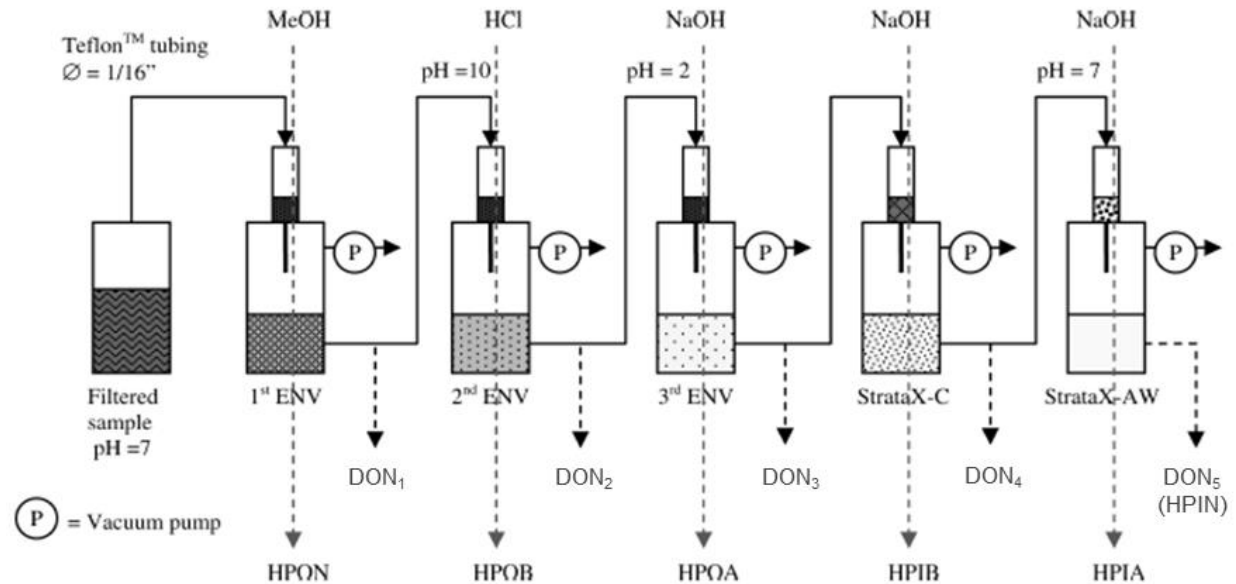 MeOH
HCl
NaOH
NaOH
NaOH
Teflon™ tubing
∅ = 1/16”
pH =10
pH = 2
pH = 7
P
P
P
P
P
Filtered
sample
pH =7
1st ENV
2nd ENV
3rd ENV
StrataX-C
StrataX-AW
DON₁
DON₂
DON₃
DON₄
DON₅
(HPIN)
P = Vacuum pump
HPON
HPOB
HPOA
HPIB
HPIA